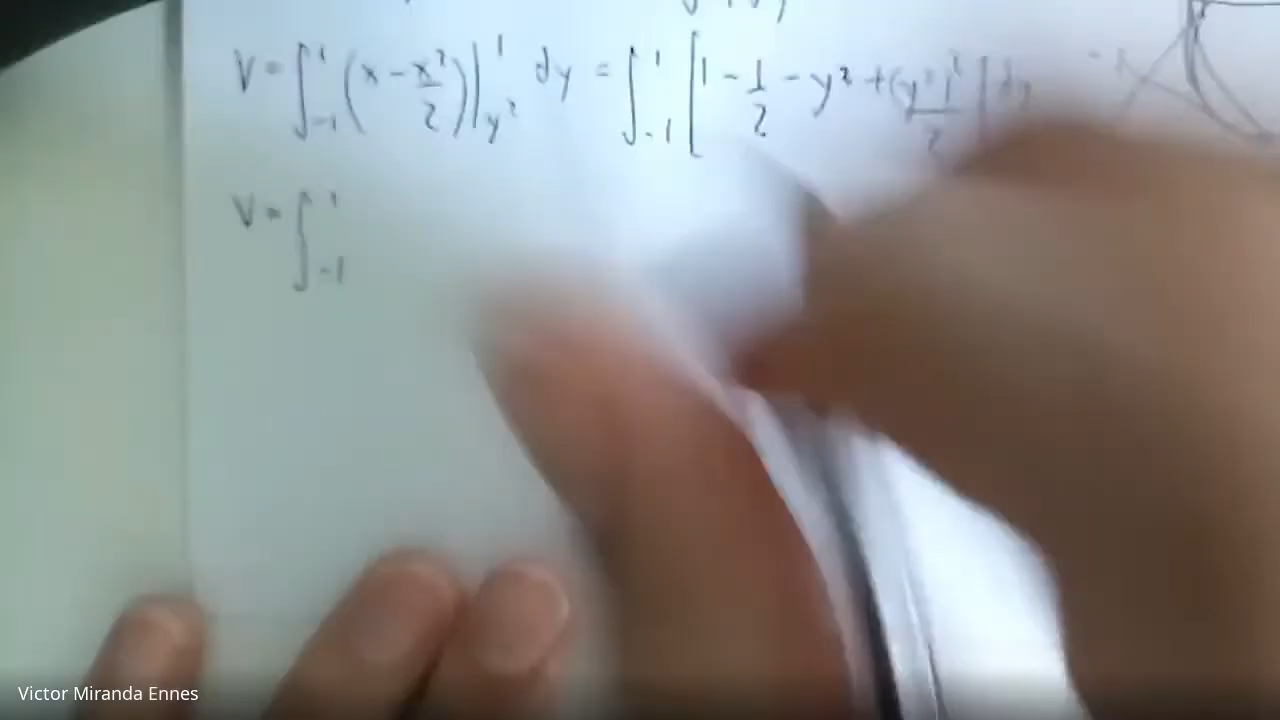 V = ∫₋₁¹ (x - x²/2)|_{y²}^{1} dy = ∫₋₁¹ [1 - 1/2 - y² + (y²)²/2] dy
V = ∫₋₁¹
Victor Miranda Ennes